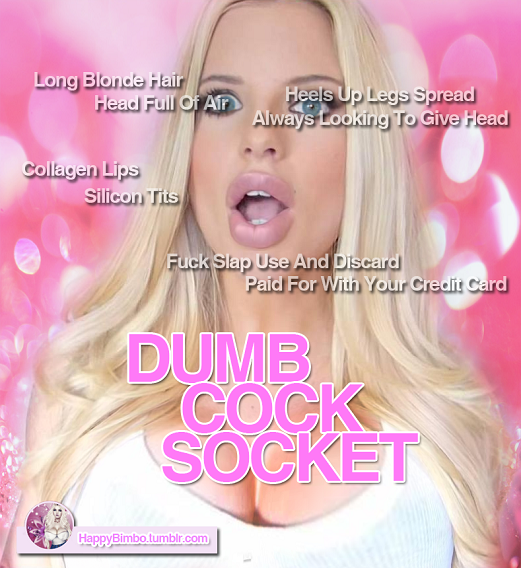 Long Blonde Hair
Head Full Of Air
Heels Up Legs Spread
Always Looking To Give Head
Collagen Lips
Silicon Tits
Fuck Slap Use And Discard
Paid For With Your Credit Card
DUMB
COCK
SOCKET
HappyBimbo.tumblr.com